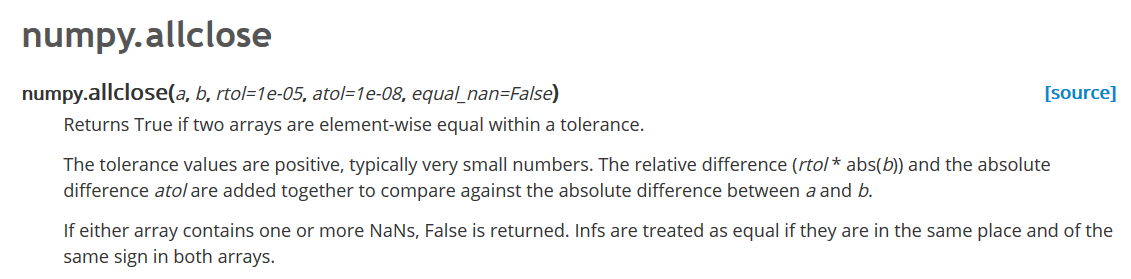 numpy.allclose
numpy.allclose(a, b, rtol=1e-05, atol=1e-08, equal_nan=False) [source]
Returns True if two arrays are element-wise equal within a tolerance.
The tolerance values are positive, typically very small numbers. The relative difference (rtol * abs(b)) and the absolute
difference atol are added together to compare against the absolute difference between a and b.
If either array contains one or more NaNs, False is returned. Infs are treated as equal if they are in the same place and of the
same sign in both arrays.